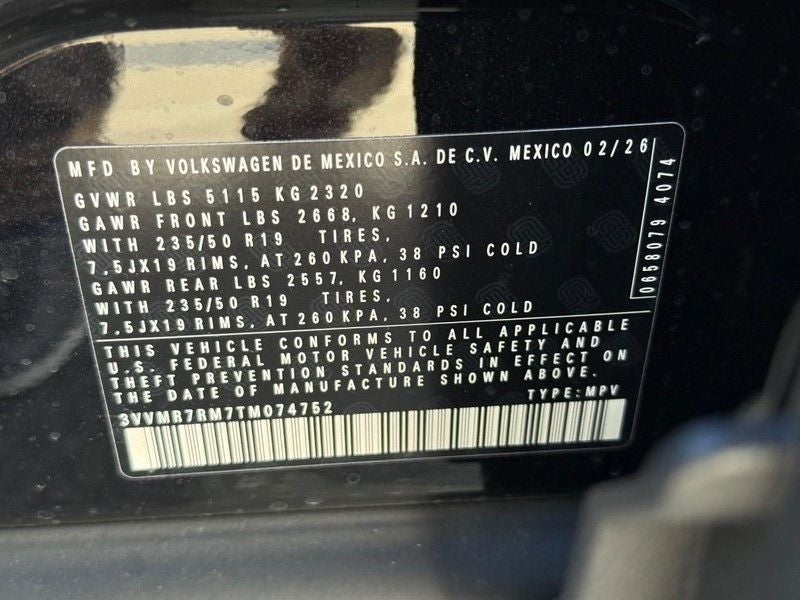 MFD BY VOLKSWAGEN DE MEXICO S.A. DE C.V. MEXICO 02/26
GVWR LBS 5115 KG 2320
GAWR FRONT LBS 2668, KG 1210
WITH 235/50 R19 TIRES,
7,5JX19 RIMS, AT 260 KPA, 38 PSI COLD
GAWR REAR LBS 2557, KG 1160
WITH 235/50 R19 TIRES,
7,5JX19 RIMS, AT 260 KPA, 38 PSI COLD
0658079 4074
THIS VEHICLE CONFORMS TO ALL APPLICABLE
U.S. FEDERAL MOTOR VEHICLE SAFETY AND
THEFT PREVENTION STANDARDS IN EFFECT ON
THE DATE OF MANUFACTURE SHOWN ABOVE.
3VVMR7RM7TM074752 TYPE: MPV